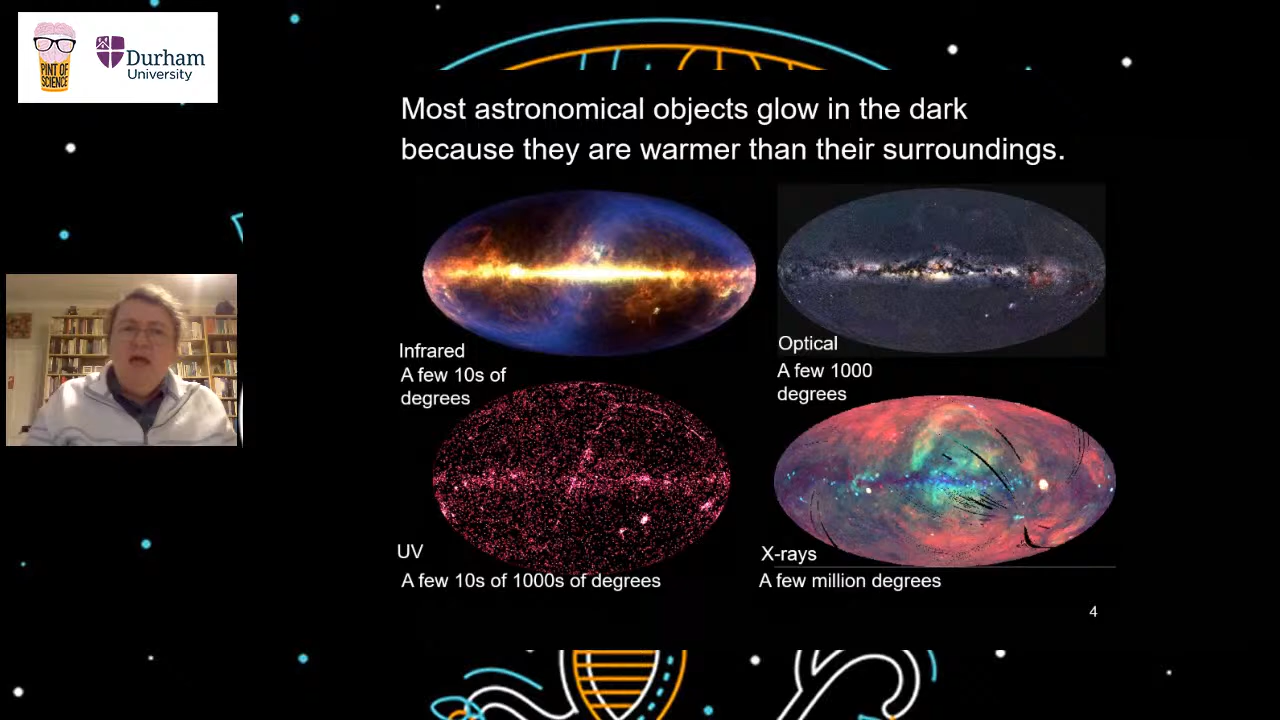 PINT OF
SCIENCE
Durham
University
Most astronomical objects glow in the dark
because they are warmer than their surroundings.
Infrared
A few 10s of
degrees
Optical
A few 1000
degrees
UV
A few 10s of 1000s of degrees
X-rays
A few million degrees
4